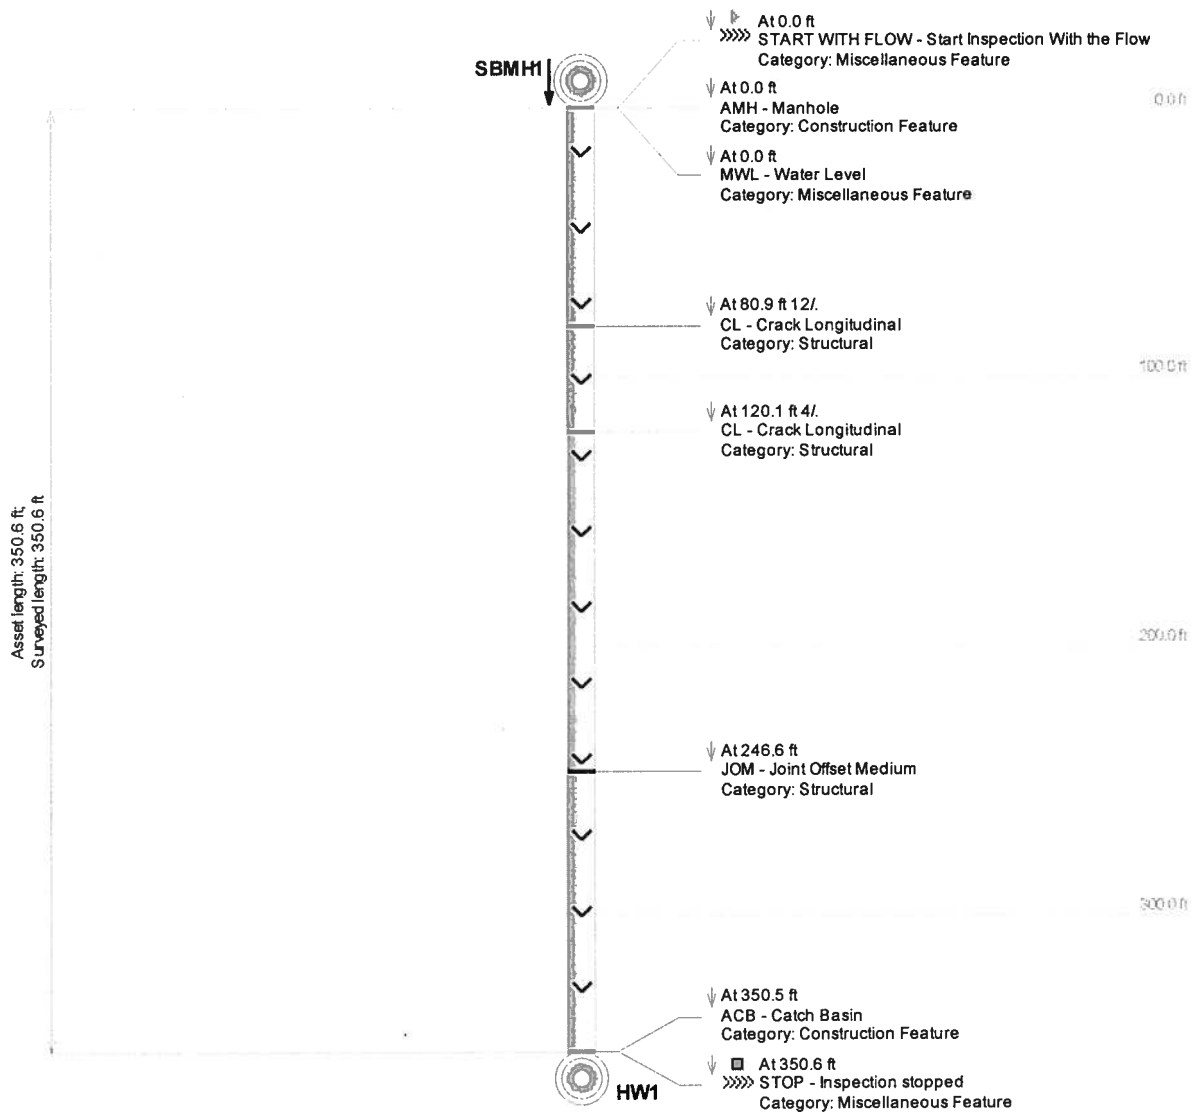 At 0.0 ft
START WITH FLOW - Start Inspection With the Flow
Category: Miscellaneous Feature
SBMH1
At 0.0 ft
AMH - Manhole
Category: Construction Feature
0.0 ft
At 0.0 ft
MWL - Water Level
Category: Miscellaneous Feature
At 80.9 ft 12/.
CL - Crack Longitudinal
Category: Structural
100.0 ft
At 120.1 ft 4/.
CL - Crack Longitudinal
Category: Structural
Asset length: 350.6 ft;
Surveyed length: 350.6 ft
200.0 ft
At 246.6 ft
JOM - Joint Offset Medium
Category: Structural
300.0 ft
At 350.5 ft
ACB - Catch Basin
Category: Construction Feature
At 350.6 ft
STOP - Inspection stopped
Category: Miscellaneous Feature
HW1